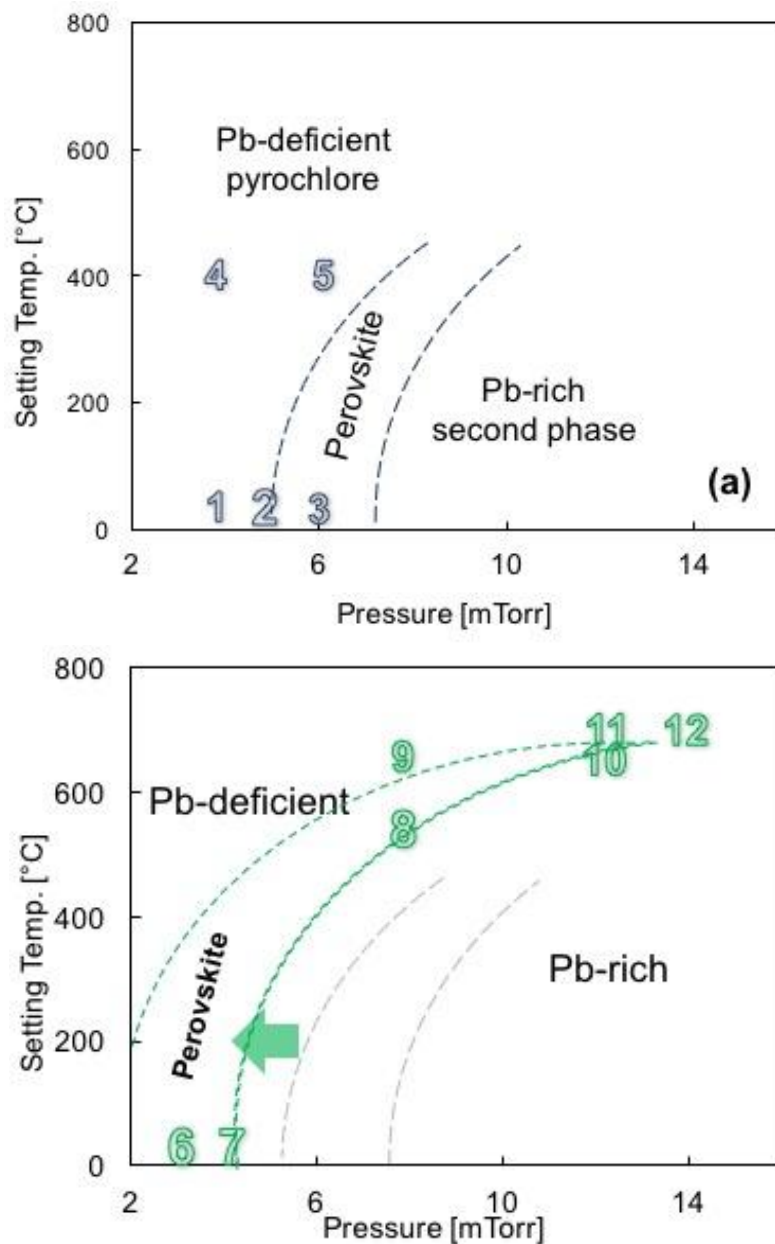 800
600
400
200
0
Setting Temp. [°C]
Pb-deficient
pyrochlore
4 5
Perovskite
Pb-rich
second phase
1 2 3
(a)
2 6 10 14
Pressure [mTorr]
800
600
400
200
0
Setting Temp. [°C]
9 11 12
10
Pb-deficient
8
Perovskite
Pb-rich
6 7
2 6 10 14
Pressure [mTorr]